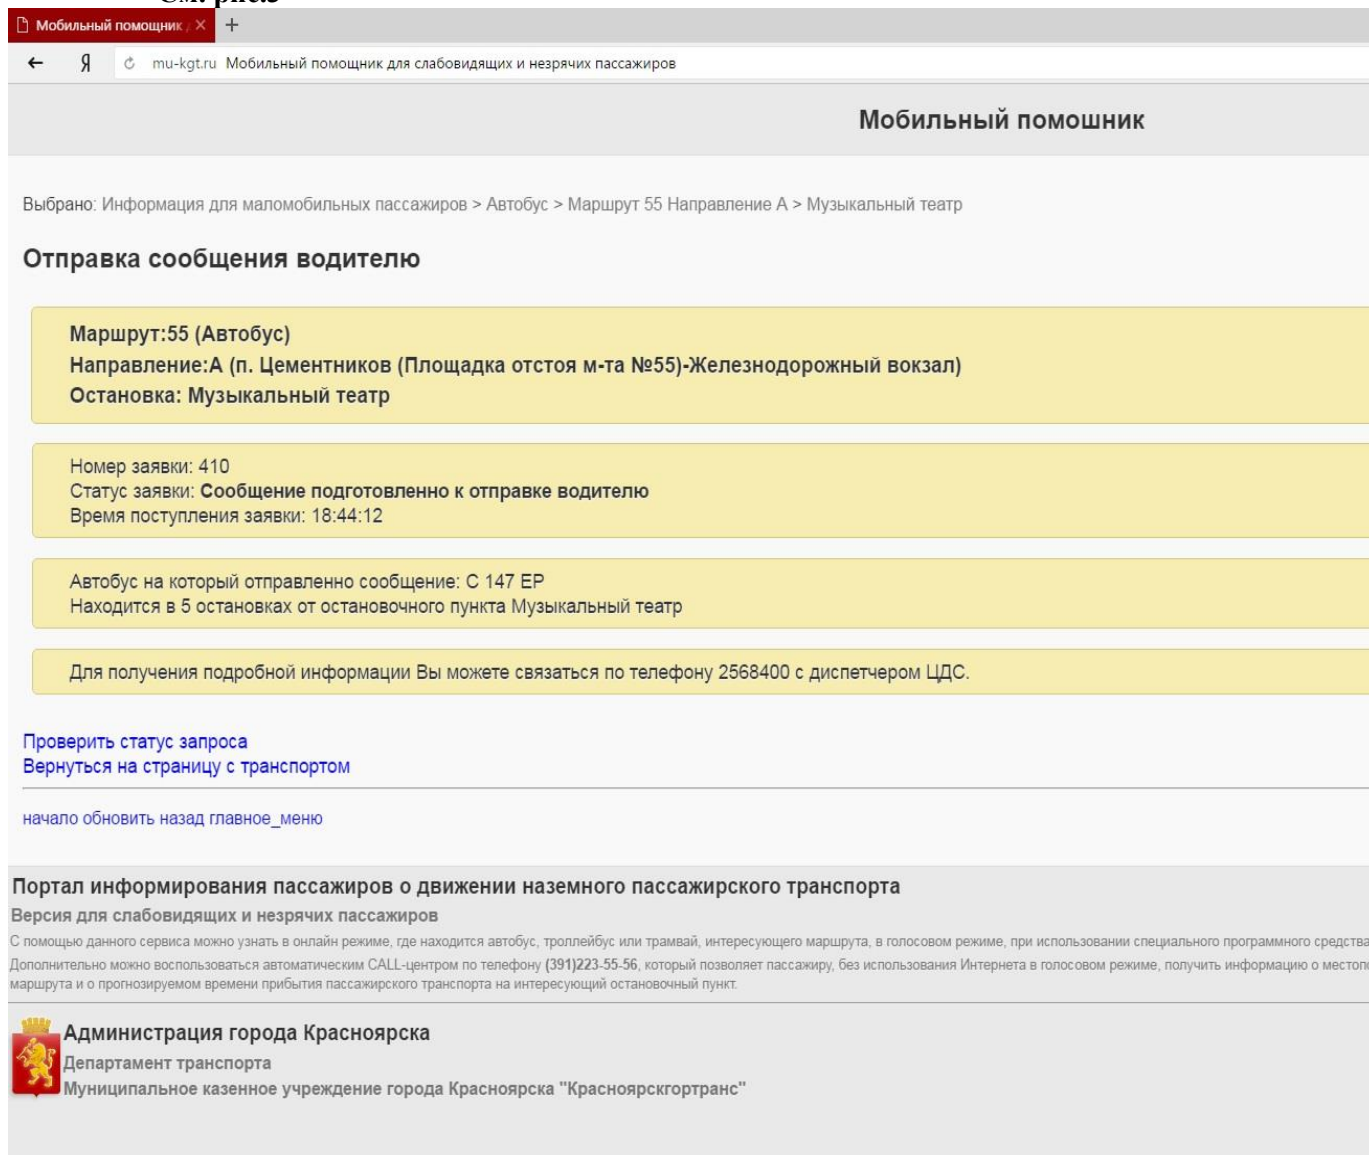 См. рис.3
Мобильный помощник д
mu-kgt.ru Мобильный помощник для слабовидящих и незрячих пассажиров
Мобильный помошник
Выбрано: Информация для маломобильных пассажиров > Автобус > Маршрут 55 Направление А > Музыкальный театр
Отправка сообщения водителю
Маршрут:55 (Автобус)
Направление:А (п. Цементников (Площадка отстоя м-та №55)-Железнодорожный вокзал)
Остановка: Музыкальный театр
Номер заявки: 410
Статус заявки: Сообщение подготовленно к отправке водителю
Время поступления заявки: 18:44:12
Автобус на который отправленно сообщение: С 147 ЕР
Находится в 5 остановках от остановочного пункта Музыкальный театр
Для получения подробной информации Вы можете связаться по телефону 2568400 с диспетчером ЦДС.
Проверить статус запроса
Вернуться на страницу с транспортом
начало обновить назад главное_меню
Портал информирования пассажиров о движении наземного пассажирского транспорта
Версия для слабовидящих и незрячих пассажиров
С помощью данного сервиса можно узнать в онлайн режиме, где находится автобус, троллейбус или трамвай, интересующего маршрута, в голосовом режиме, при использовании специального программного средства
Дополнительно можно воспользоваться автоматическим CALL-центром по телефону (391)223-55-56, который позволяет пассажиру, без использования Интернета в голосовом режиме, получить информацию о
маршрута и о прогнозируемом времени прибытия пассажирского транспорта на интересующий остановочный пункт.
Администрация города Красноярска
Департамент транспорта
Муниципальное казенное учреждение города Красноярска "Красноярскгортранс"